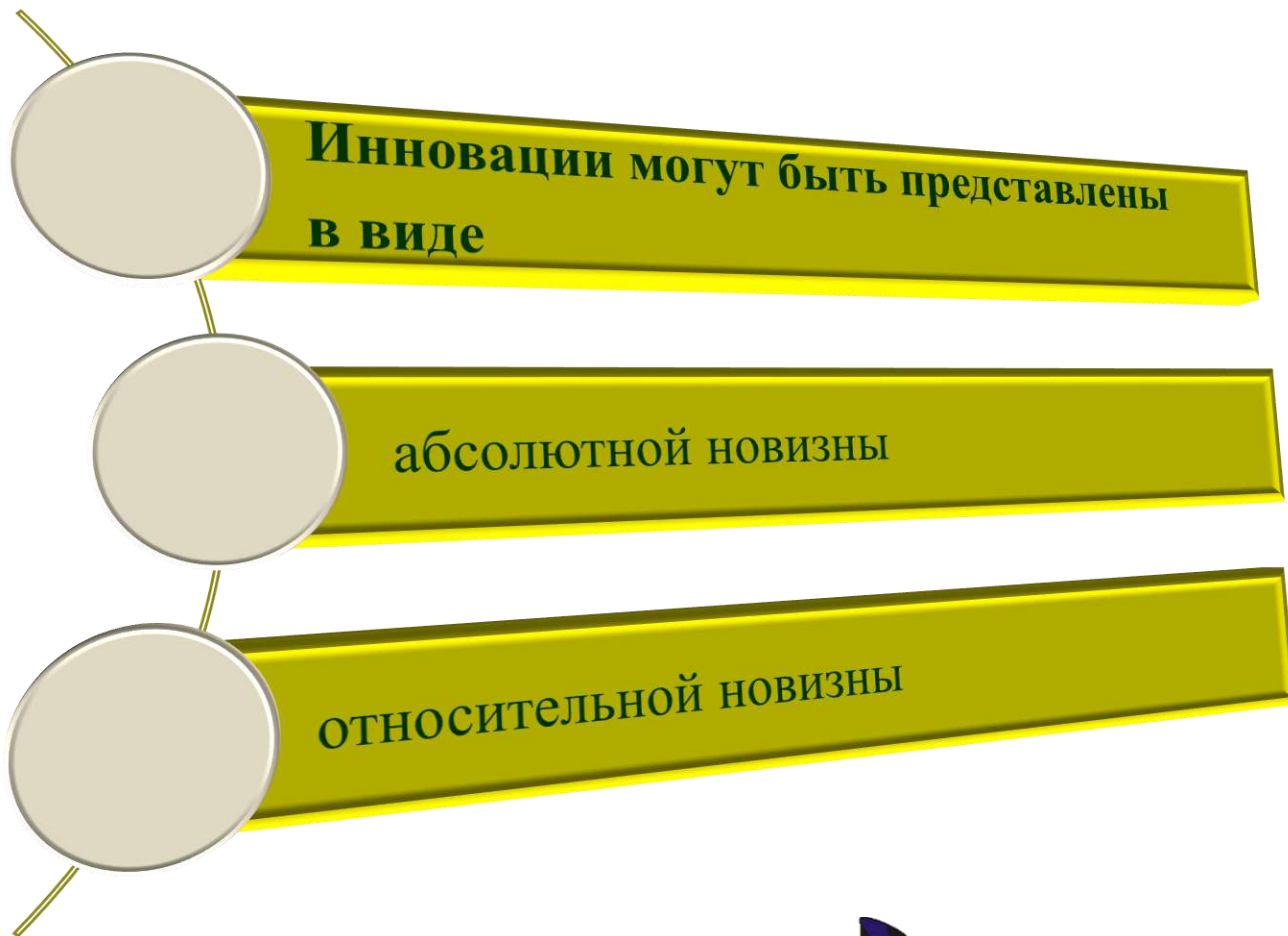 Инновации могут быть представлены
в виде
абсолютной новизны
относительной новизны